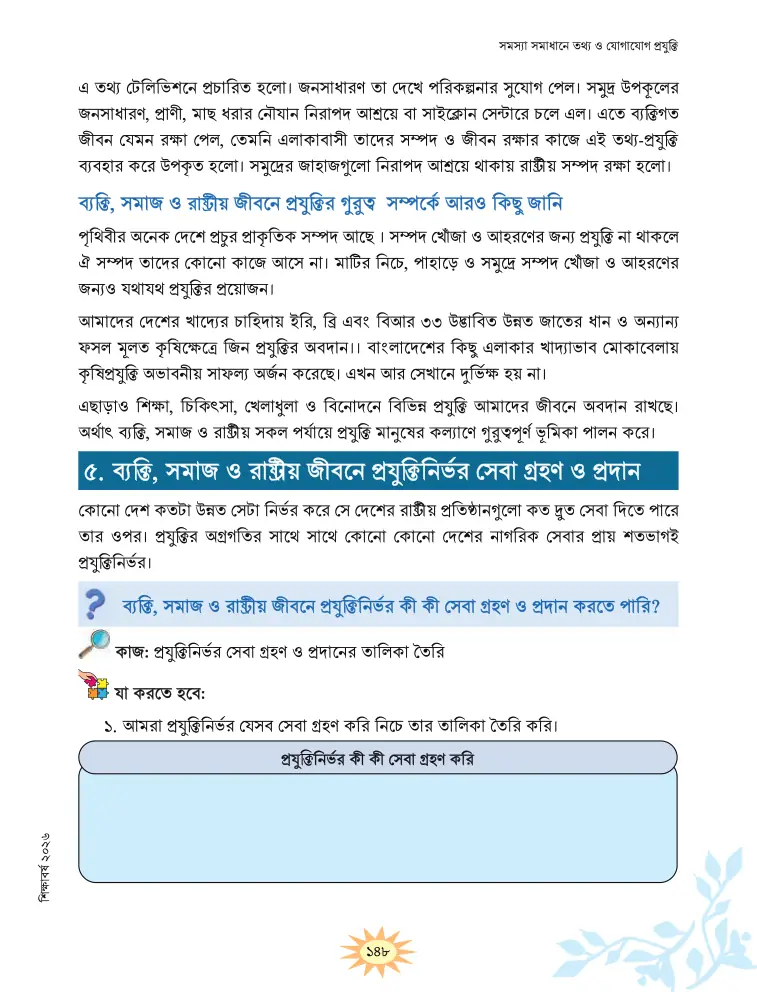 সমস্যা সমাধানে তথ্য ও যোগাযোগ প্রযুক্তি
এ তথ্য টেলিভিশনে প্রচারিত হলো। জনসাধারণ তা দেখে পরিকল্পনার সুযোগ পেল। সমুদ্র উপকূলের
জনসাধারণ, প্রাণী, মাছ ধরার নৌযান নিরাপদ আশ্রয়ে বা সাইক্লোন সেন্টারে চলে এল। এতে ব্যক্তিগত
জীবন যেমন রক্ষা পেল, তেমনি এলাকাবাসী তাদের সম্পদ ও জীবন রক্ষার কাজে এই তথ্য-প্রযুক্তি
ব্যবহার করে উপকৃত হলো। সমুদ্রের জাহাজগুলো নিরাপদ আশ্রয়ে থাকায় রাষ্ট্রীয় সম্পদ রক্ষা হলো।
ব্যক্তি, সমাজ ও রাষ্ট্রীয় জীবনে প্রযুক্তির গুরুত্ব সম্পর্কে আরও কিছু জানি
পৃথিবীর অনেক দেশে প্রচুর প্রাকৃতিক সম্পদ আছে । সম্পদ খোঁজা ও আহরণের জন্য প্রযুক্তি না থাকলে
ঐ সম্পদ তাদের কোনো কাজে আসে না। মাটির নিচে, পাহাড়ে ও সমুদ্রে সম্পদ খোঁজা ও আহরণের
জন্যও যথাযথ প্রযুক্তির প্রয়োজন।
আমাদের দেশের খাদ্যের চাহিদায় ইরি, ব্রি এবং বিআর ৩৩ উদ্ভাবিত উন্নত জাতের ধান ও অন্যান্য
ফসল মূলত কৃষিক্ষেত্রে জিন প্রযুক্তির অবদান।। বাংলাদেশের কিছু এলাকার খাদ্যাভাব মোকাবেলায়
কৃষিপ্রযুক্তি অভাবনীয় সাফল্য অর্জন করেছে। এখন আর সেখানে দুর্ভিক্ষ হয় না।
এছাড়াও শিক্ষা, চিকিৎসা, খেলাধুলা ও বিনোদনে বিভিন্ন প্রযুক্তি আমাদের জীবনে অবদান রাখছে।
অর্থাৎ ব্যক্তি, সমাজ ও রাষ্ট্রীয় সকল পর্যায়ে প্রযুক্তি মানুষের কল্যাণে গুরুত্বপূর্ণ ভূমিকা পালন করে।
৫. ব্যক্তি, সমাজ ও রাষ্ট্রীয় জীবনে প্রযুক্তিনির্ভর সেবা গ্রহণ ও প্রদান
কোনো দেশ কতটা উন্নত সেটা নির্ভর করে সে দেশের রাষ্ট্রীয় প্রতিষ্ঠানগুলো কত দ্রুত সেবা দিতে পারে
তার ওপর। প্রযুক্তির অগ্রগতির সাথে সাথে কোনো কোনো দেশের নাগরিক সেবার প্রায় শতভাগই
প্রযুক্তিনির্ভর।
ব্যক্তি, সমাজ ও রাষ্ট্রীয় জীবনে প্রযুক্তিনির্ভর কী কী সেবা গ্রহণ ও প্রদান করতে পারি?
কাজ: প্রযুক্তিনির্ভর সেবা গ্রহণ ও প্রদানের তালিকা তৈরি
যা করতে হবে:
১. আমরা প্রযুক্তিনির্ভর যেসব সেবা গ্রহণ করি নিচে তার তালিকা তৈরি করি।
প্রযুক্তিনির্ভর কী কী সেবা গ্রহণ করি
শিক্ষাবর্ষ ২০২৬
১৪৮